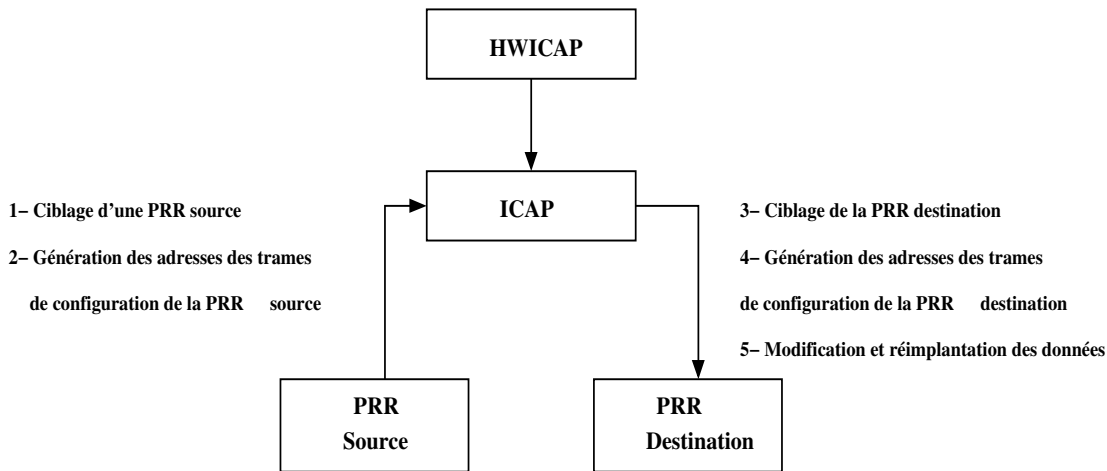 HWICAP
ICAP
1− Ciblage d'une PRR source
2− Génération des adresses des trames
de configuration de la PRR source
3− Ciblage de la PRR destination
4− Génération des adresses des trames
de configuration de la PRR destination
5− Modification et réimplantation des données
PRR
Source
PRR
Destination